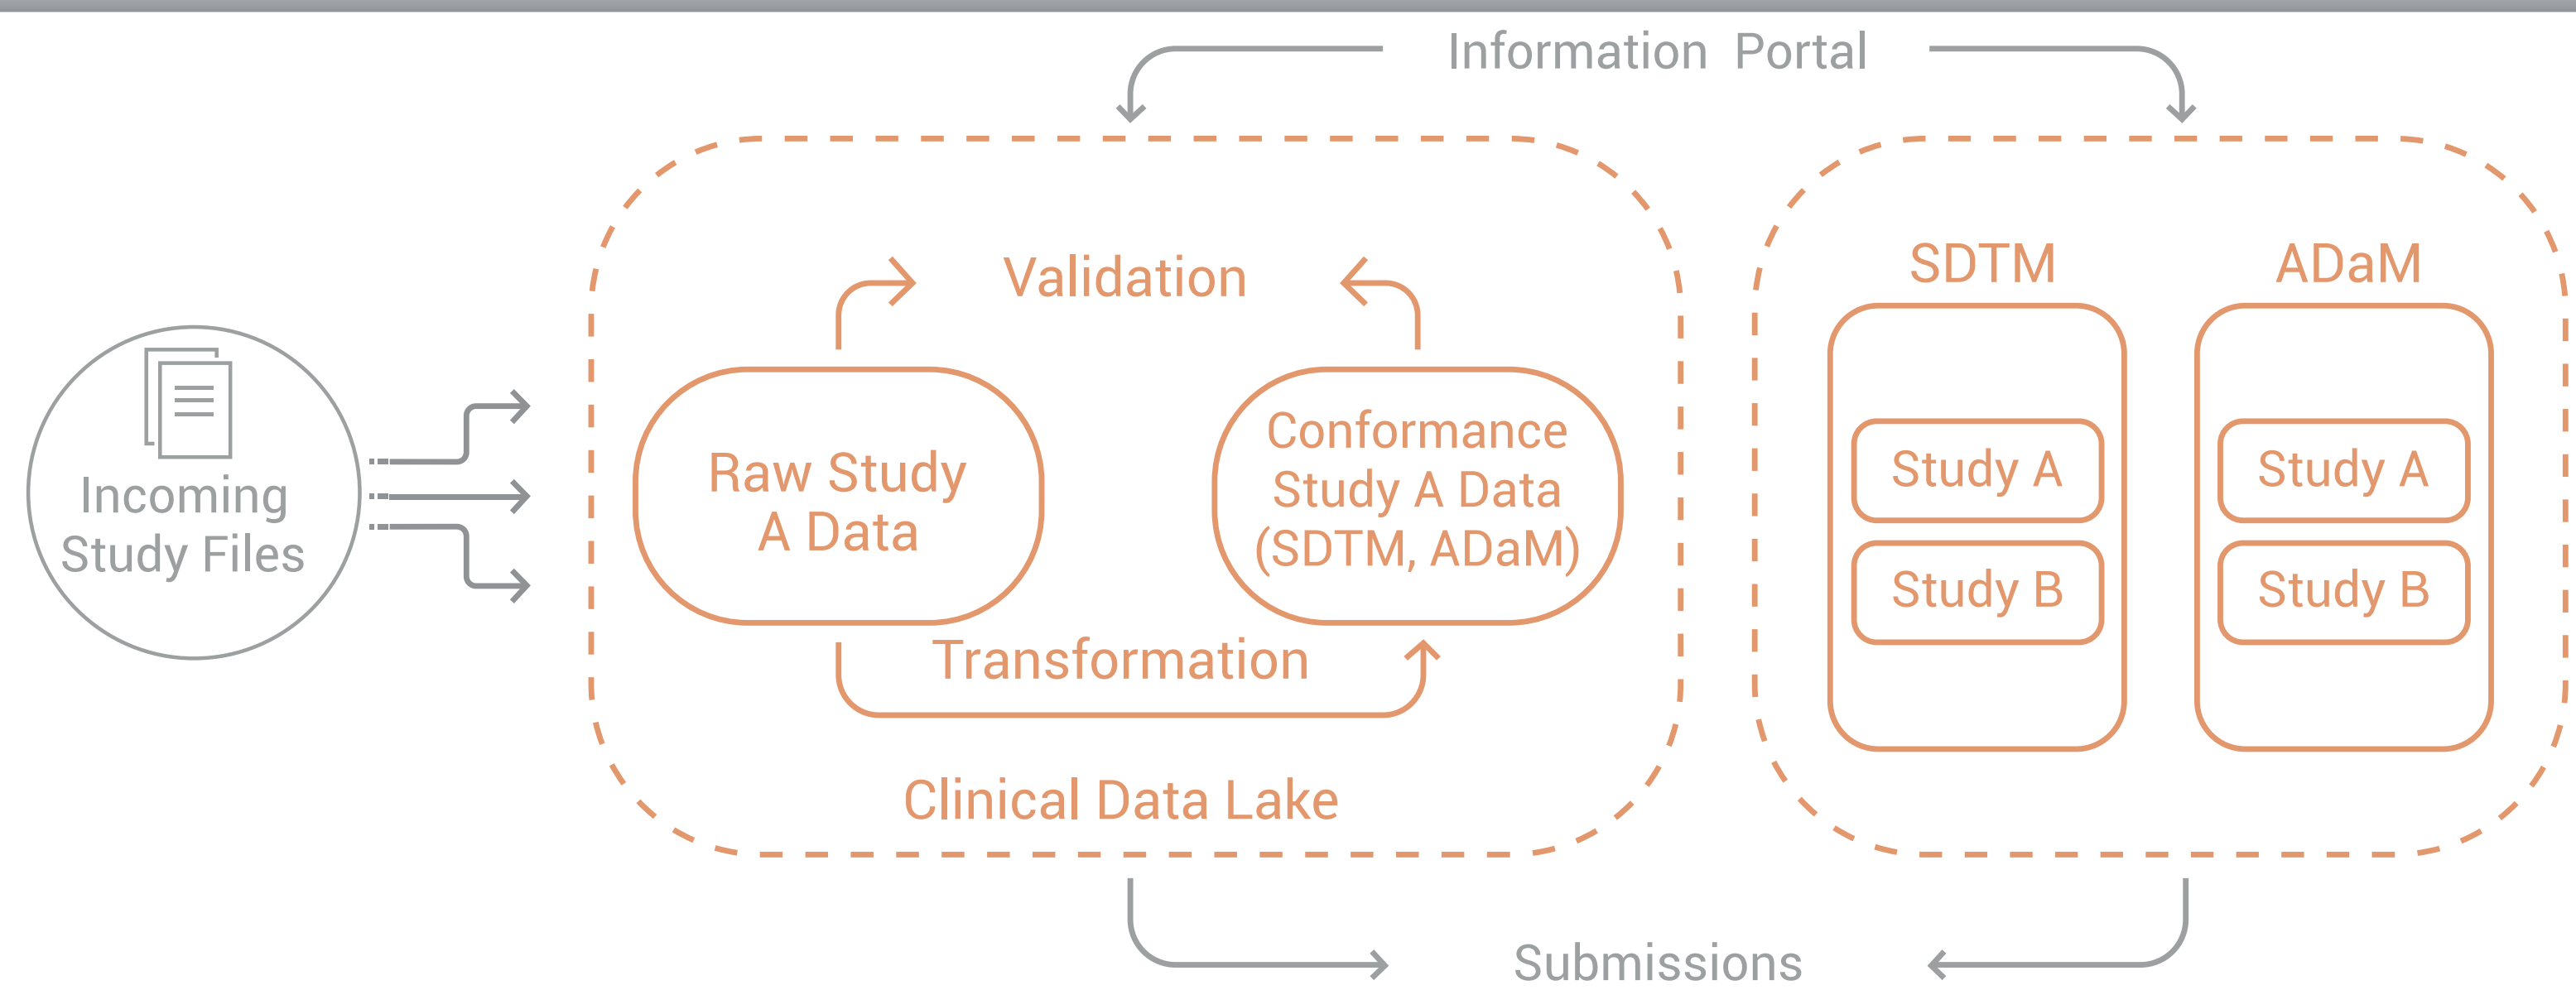 Information Portal
Incoming
Study Files
Validation
Raw Study
A Data
Conformance
Study A Data
(SDTM, ADaM)
Transformation
Clinical Data Lake
SDTM
Study A
Study B
ADaM
Study A
Study B
Submissions